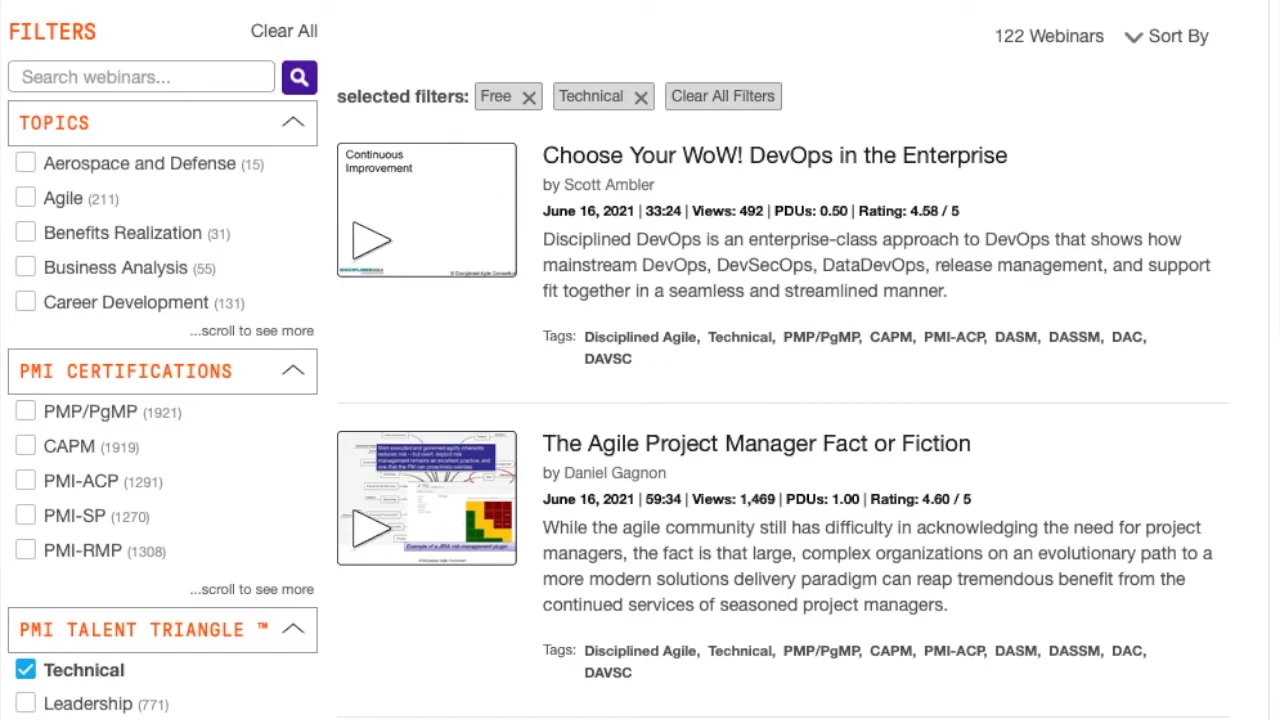 FILTERS
Clear All
Search webinars...
TOPICS
Aerospace and Defense (15)
Agile (211)
Benefits Realization (31)
Business Analysis (55)
Career Development (131)
...scroll to see more
PMI CERTIFICATIONS
PMP/PgMP (1921)
CAPM (1919)
PMI-ACP (1291)
PMI-SP (1270)
PMI-RMP (1308)
...scroll to see more
PMI TALENT TRIANGLE ™
Technical
Leadership (771)
122 Webinars
Sort By
selected filters: Free Technical Clear All Filters
Continuous
Improvement
Choose Your WoW! DevOps in the Enterprise
by Scott Ambler
June 16, 2021 | 33:24 | Views: 492 | PDUs: 0.50 | Rating: 4.58 / 5
Disciplined DevOps is an enterprise-class approach to DevOps that shows how
mainstream DevOps, DevSecOps, DataDevOps, release management, and support
fit together in a seamless and streamlined manner.
Tags: Disciplined Agile, Technical, PMP/PgMP, CAPM, PMI-ACP, DASM, DASSM, DAC,
DAVSC
The Agile Project Manager Fact or Fiction
by Daniel Gagnon
June 16, 2021 | 59:34 | Views: 1,469 | PDUs: 1.00 | Rating: 4.60 / 5
While the agile community still has difficulty in acknowledging the need for project
managers, the fact is that large, complex organizations on an evolutionary path to a
more modern solutions delivery paradigm can reap tremendous benefit from the
continued services of seasoned project managers.
Tags: Disciplined Agile, Technical, PMP/PgMP, CAPM, PMI-ACP, DASM, DASSM, DAC,
DAVSC
Example of a JIRA risk management plugin